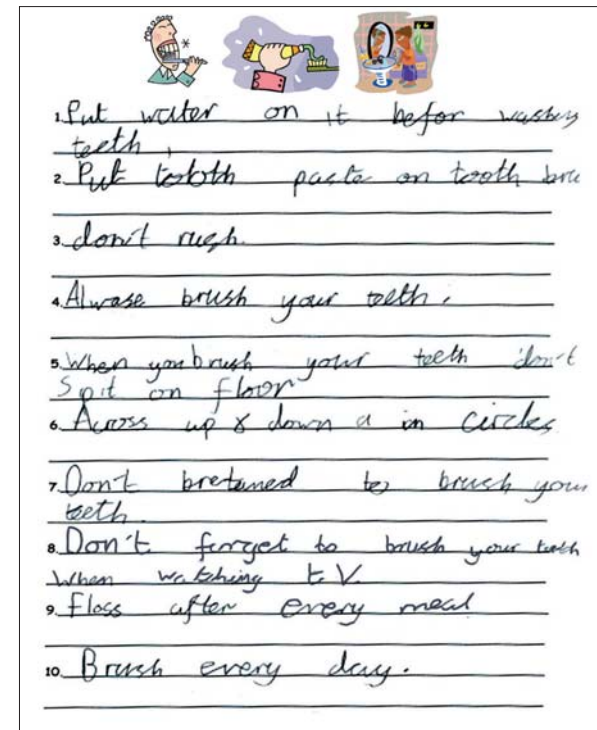 1. Put water on it befor washing
teeth,
2. Put tobth paste on tooth bru
3. don't rush.
4. Alwase brush your teeth.
5. When you brush your teeth don't
Spit on floor
6. Across up & down a in circles
7. Don't bretened to brush your
teeth.
8. Don't forget to brush your teeth
When watching t.V.
9. floss after every meal
10. Brush every day.